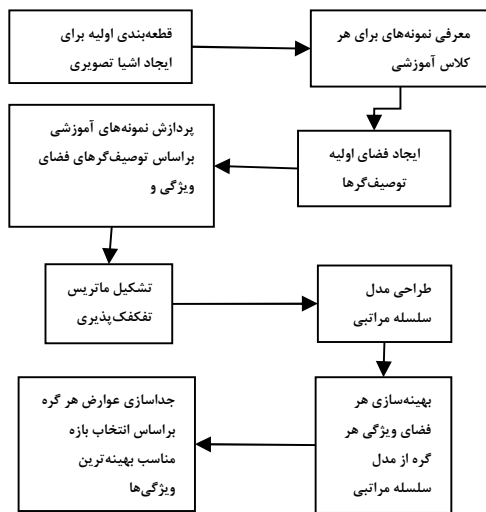 قطعه‌بندی اولیه برای
ایجاد اشیا تصویری
معرفی نمونه‌های برای هر
کلاس آموزشی
ایجاد فضای اولیه
توصیف‌گرها
پردازش نمونه‌های آموزشی
براساس توصیف‌گرهای فضای
ویژگی و
تشکیل ماتریس
تفکفک‌پذیری
طراحی مدل
سلسله مراتبی
بهینه‌سازی هر
فضای ویژگی هر
گره از مدل
سلسله مراتبی
جداسازی عوارض هر گره
براساس انتخاب بازه
مناسب بهینه‌ترین
ویژگی‌ها